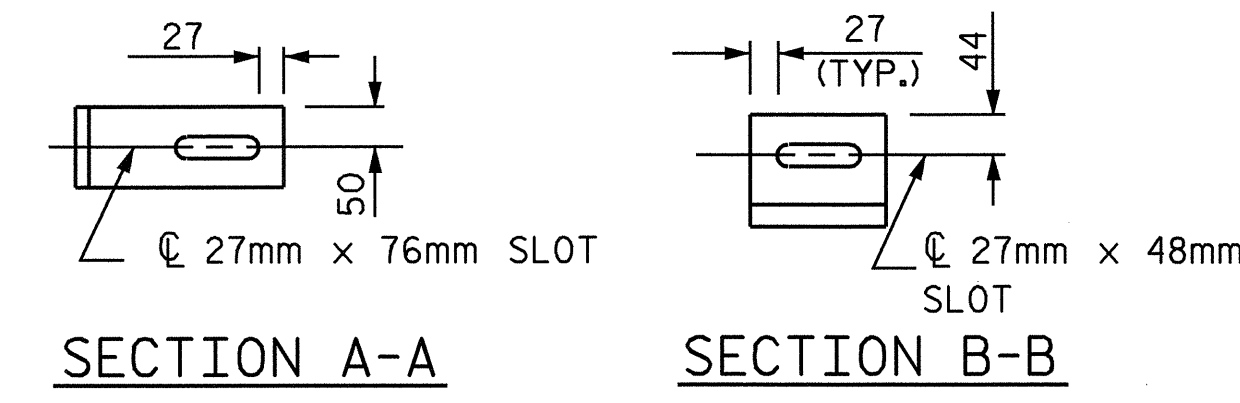 27
50
℄ 27mm x 76mm SLOT
SECTION A-A
27
(TYP.)
44
℄ 27mm x 48mm
SLOT
SECTION B-B